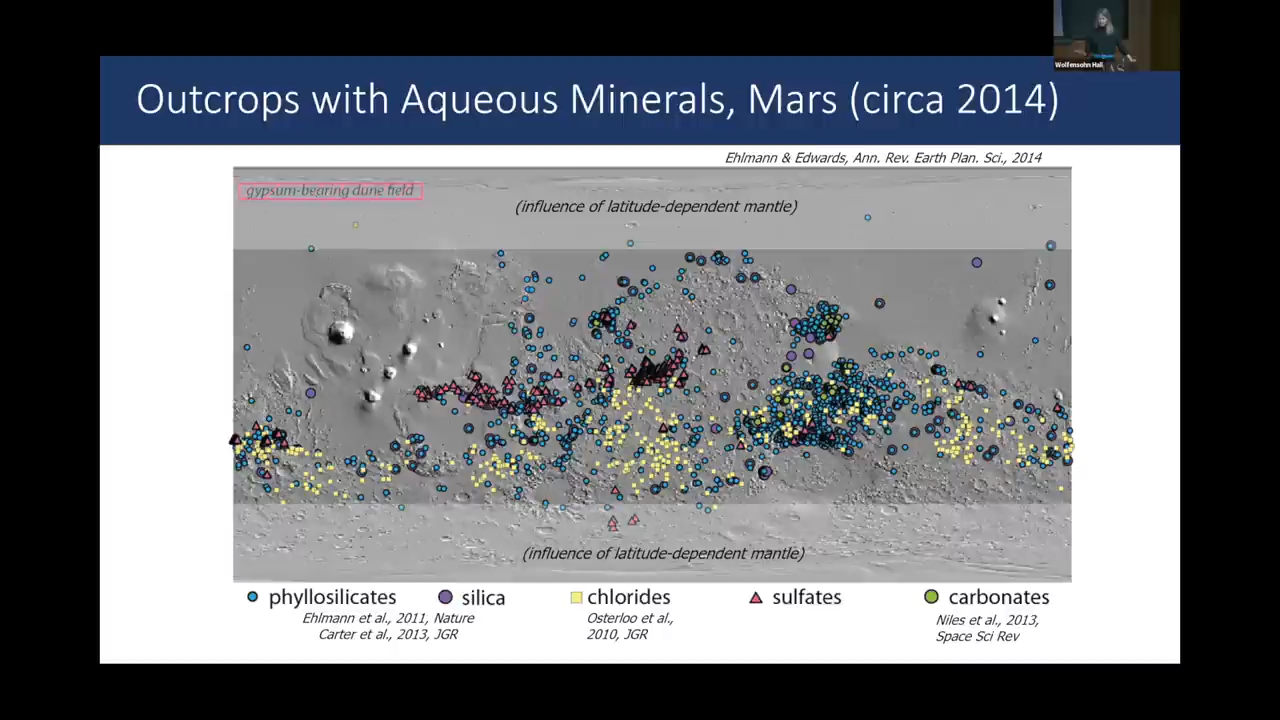 Wolfensohn Hall
Outcrops with Aqueous Minerals, Mars (circa 2014)
Ehlmann & Edwards, Ann. Rev. Earth Plan. Sci., 2014
gypsum-bearing dune field
(influence of latitude-dependent mantle)
(influence of latitude-dependent mantle)
phyllosilicates silica chlorides sulfates carbonates
Ehlmann et al., 2011, Nature
Carter et al., 2013, JGR
Osterloo et al.,
2010, JGR
Niles et al., 2013,
Space Sci Rev